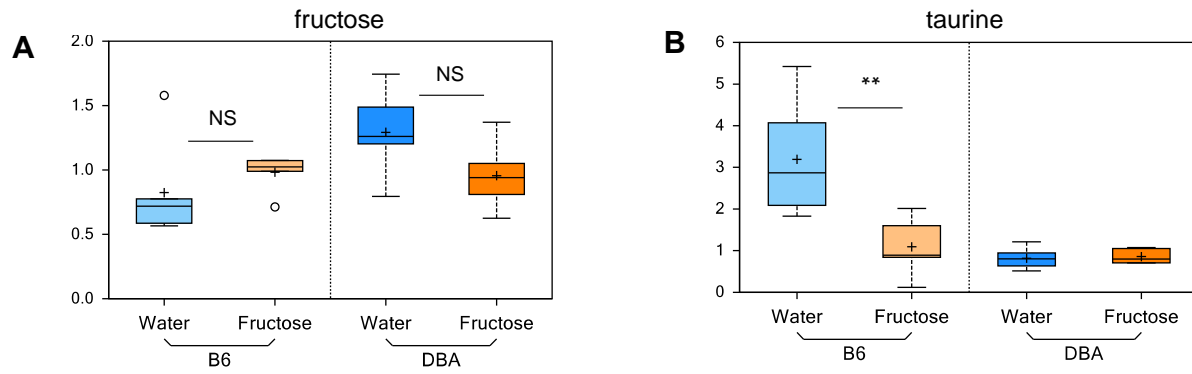 fructose
A
2.0
1.5
1.0
0.5
0.0
NS
NS
Water
Fructose
Water
Fructose
B6
DBA
taurine
B
6
5
4
3
2
1
0
**
Water
Fructose
Water
Fructose
B6
DBA